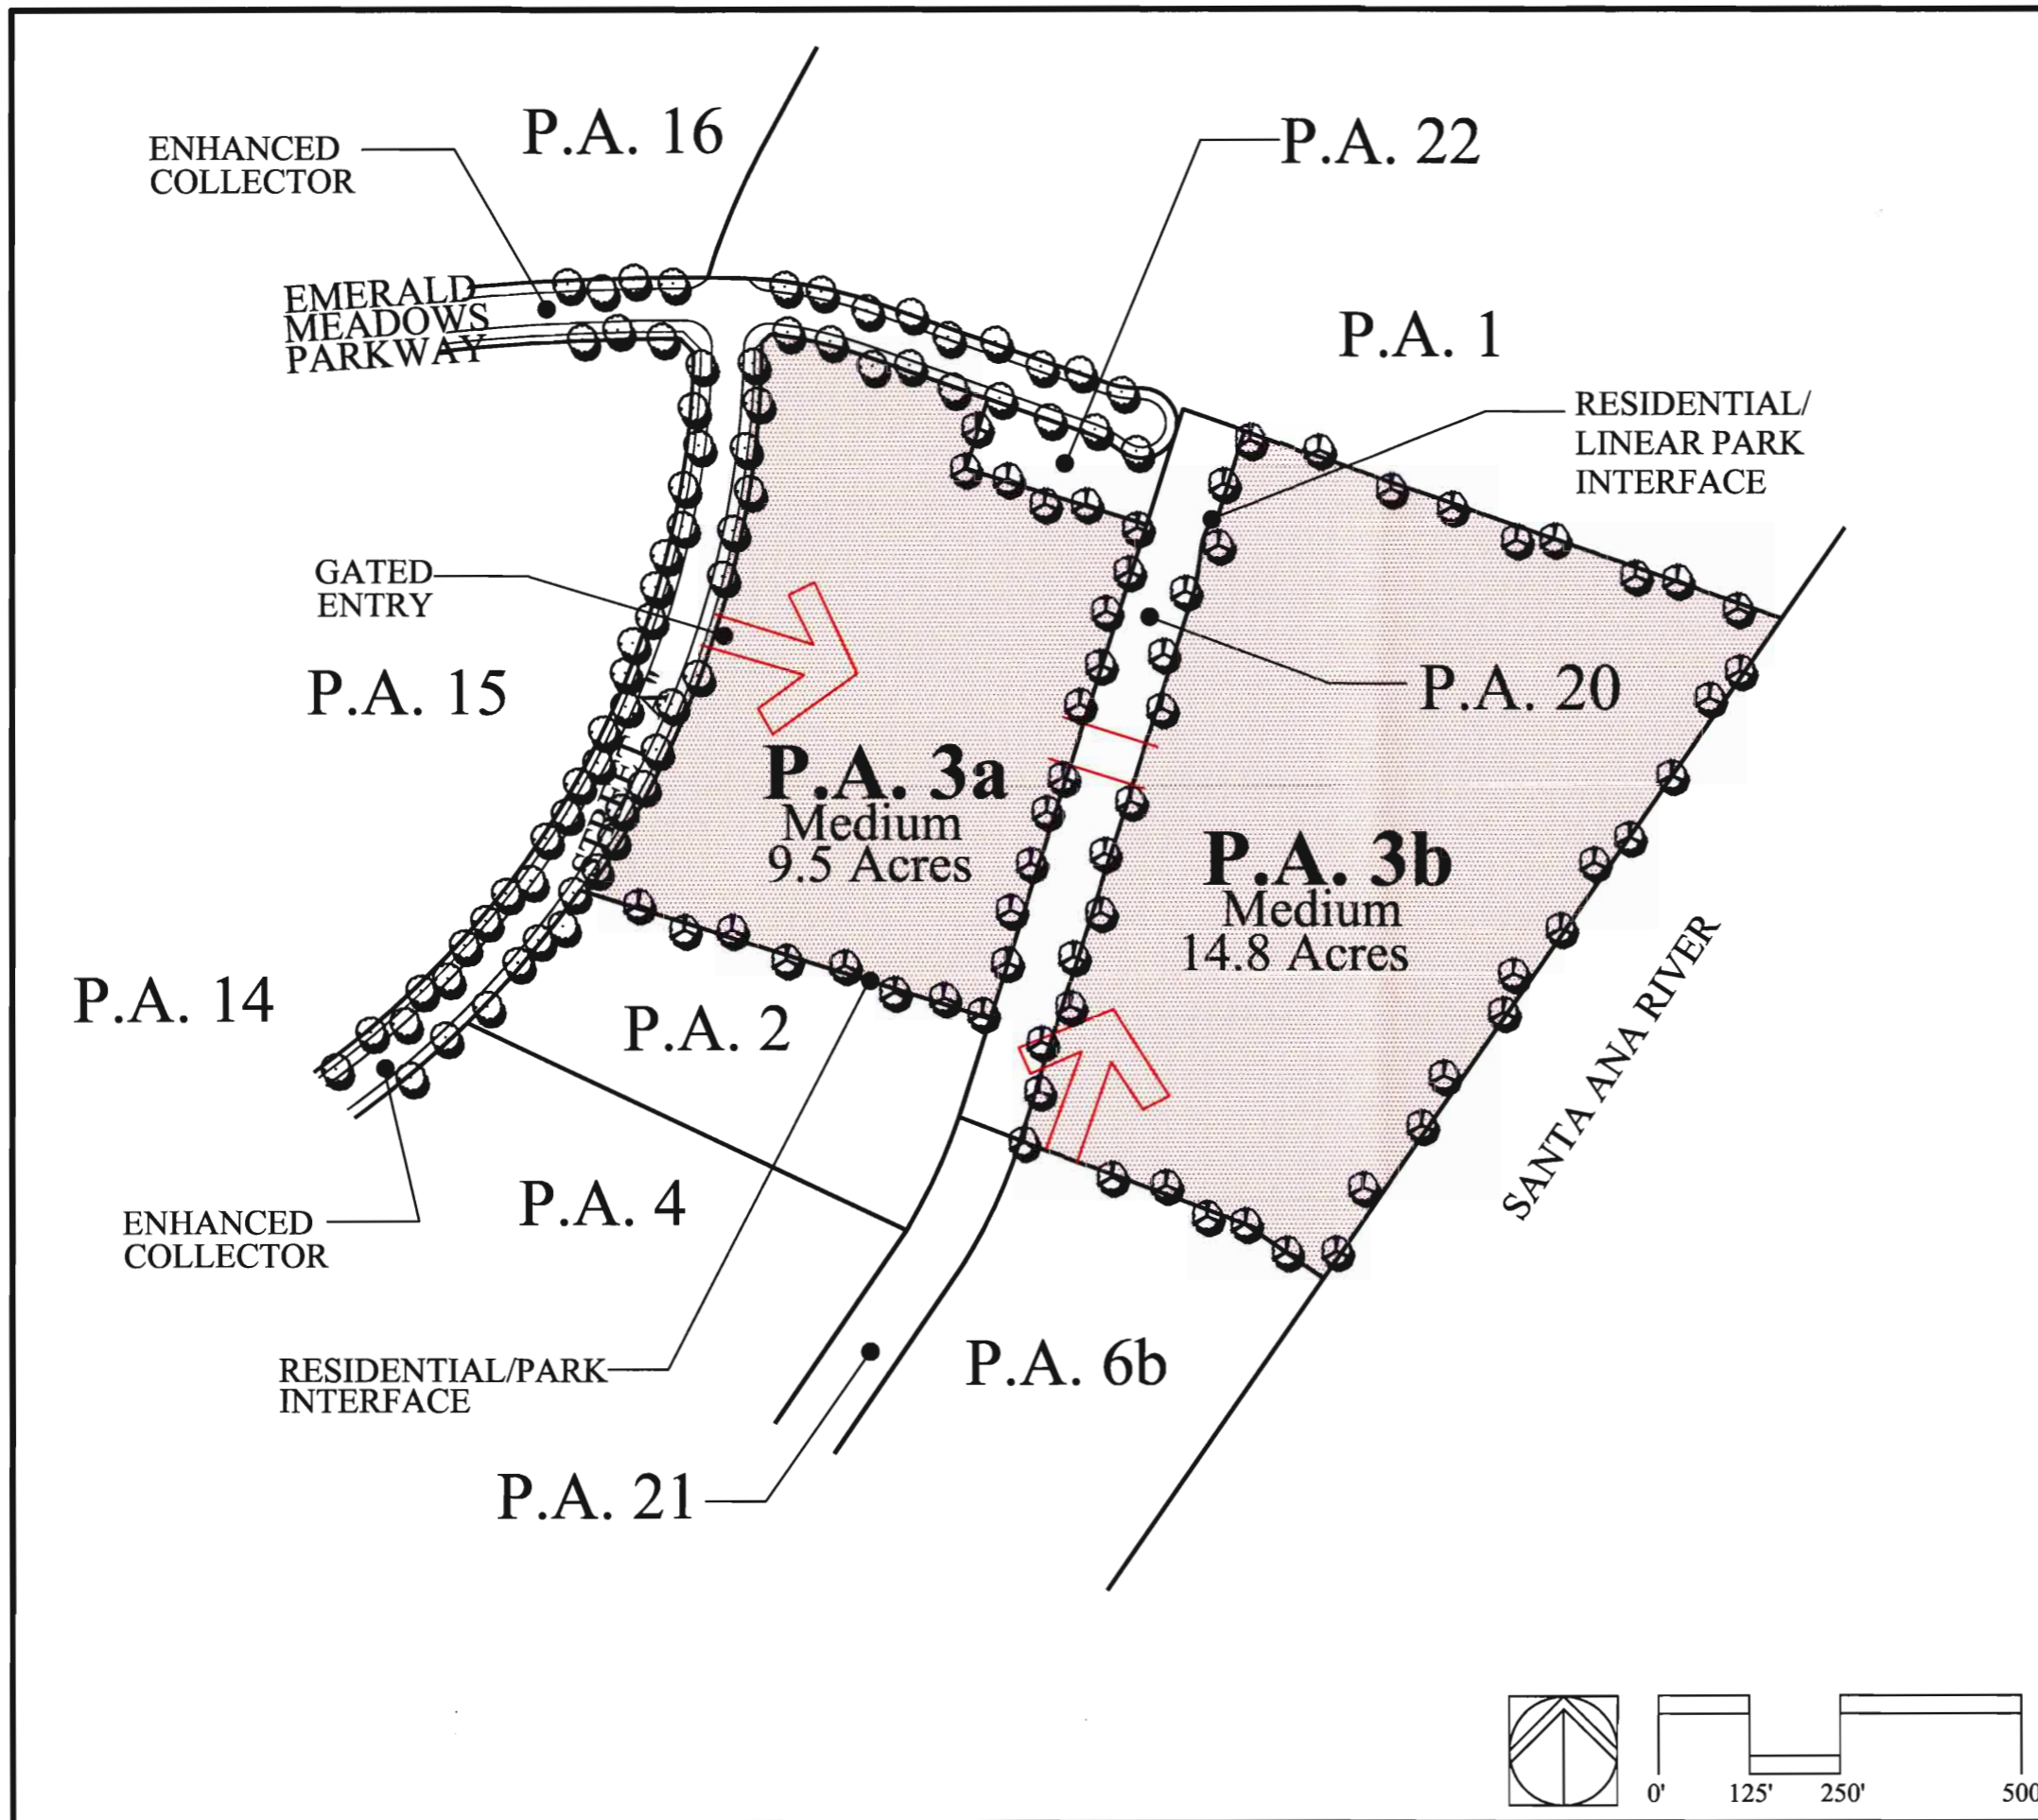 P.A. 16
P.A. 22
ENHANCED
COLLECTOR
EMERALD
MEADOWS
PARKWAY
P.A. 1
RESIDENTIAL/
LINEAR PARK
INTERFACE
GATED
ENTRY
P.A. 15
P.A. 20
P.A. 3a
Medium
9.5 Acres
P.A. 3b
Medium
14.8 Acres
SANTA ANA RIVER
P.A. 14
P.A. 2
P.A. 4
ENHANCED
COLLECTOR
RESIDENTIAL/PARK
INTERFACE
P.A. 6b
P.A. 21
0' 125' 250' 500